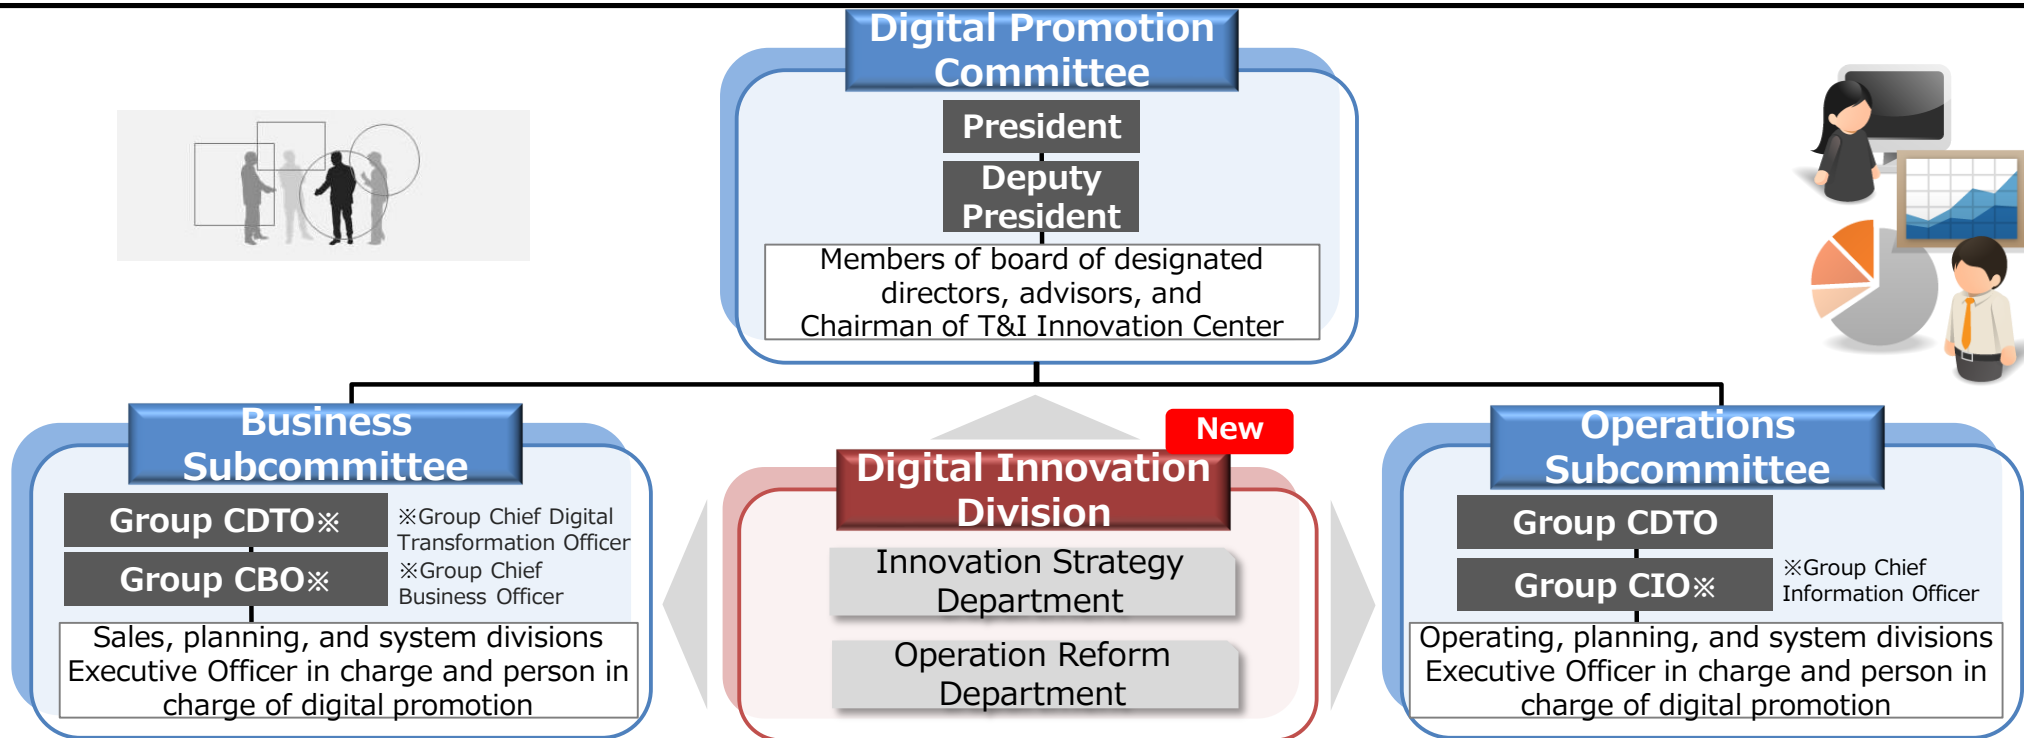 Digital Promotion
Committee
President
Deputy
President
Members of board of designated
directors, advisors, and
Chairman of T&I Innovation Center
Business
Subcommittee
Group CDTO※
※Group Chief Digital
Transformation Officer
Group CBO※
※Group Chief
Business Officer
Sales, planning, and system divisions
Executive Officer in charge and person in
charge of digital promotion
New
Digital Innovation
Division
Innovation Strategy
Department
Operation Reform
Department
Operations
Subcommittee
Group CDTO
Group CIO※
※Group Chief
Information Officer
Operating, planning, and system divisions
Executive Officer in charge and person in
charge of digital promotion